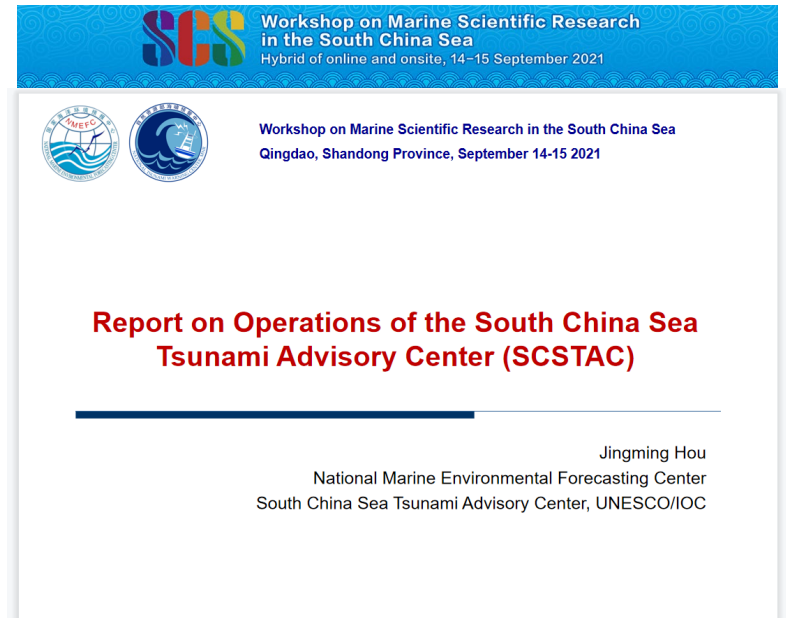 SCS
Workshop on Marine Scientific Research
in the South China Sea
Hybrid of online and onsite, 14-15 September 2021
NMEFC
Workshop on Marine Scientific Research in the South China Sea
Qingdao, Shandong Province, September 14-15 2021
Report on Operations of the South China Sea
Tsunami Advisory Center (SCSTAC)
Jingming Hou
National Marine Environmental Forecasting Center
South China Sea Tsunami Advisory Center, UNESCO/IOC